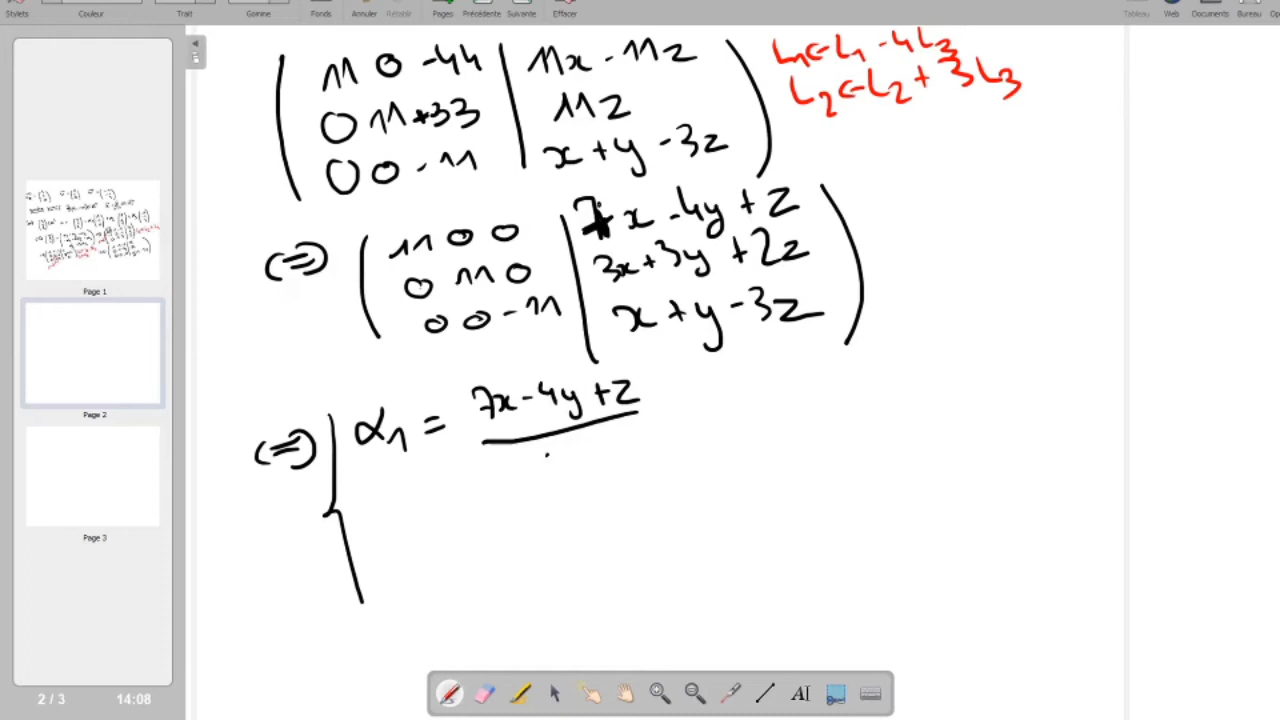 Stylets Couleur Trait Gomme Fonds Annuler Rétablir Pages Précédente Suivante Effacer Tableau Web Documents Bureau
11 0 -44 | 11x - 11z
0 11 +33 | 11z
0 0 -11 | x + y - 3z
L1 <- L1 - 4L3
L2 <- L2 + 3L3
<=> 11 0 0 | 7x - 4y + z
0 11 0 | 3x + 3y + 2z
0 0 -11 | x + y - 3z
<=> { α1 = 7x - 4y + z
Page 1
Page 2
Page 3
2 / 3 14:08
AI